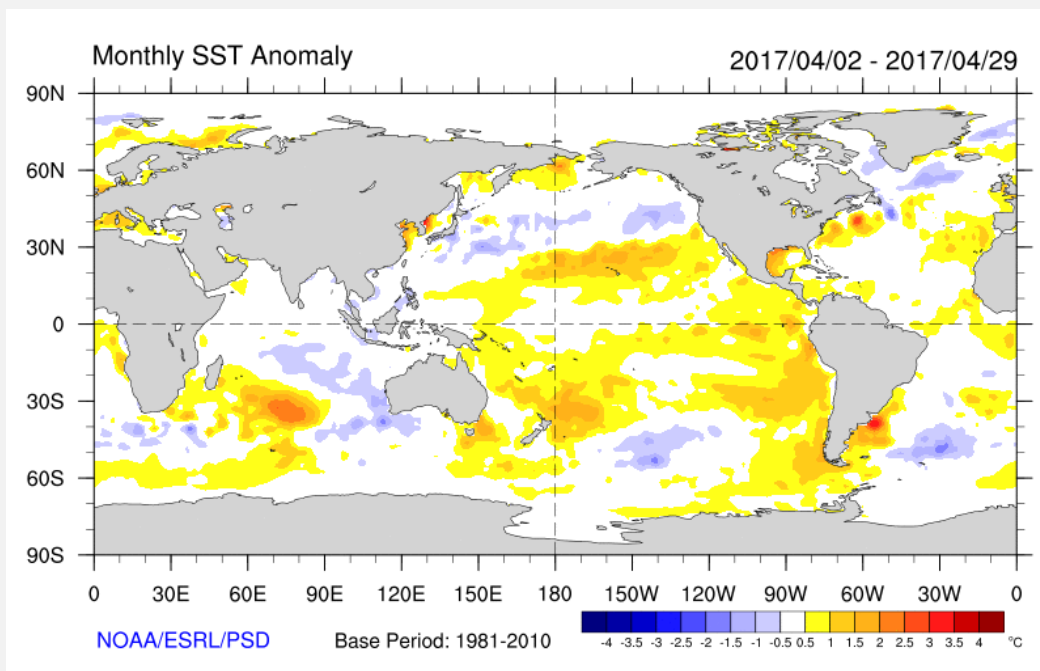 Monthly SST Anomaly 2017/04/02 - 2017/04/29
90N
60N
30N
0
30S
60S
90S
0 30E 60E 90E 120E 150E 180 150W 120W 90W 60W 30W 0
NOAA/ESRL/PSD Base Period: 1981-2010
-4 -3.5 -3 -2.5 -2 -1.5 -1 -0.5 0.5 1 1.5 2 2.5 3 3.5 4 °C